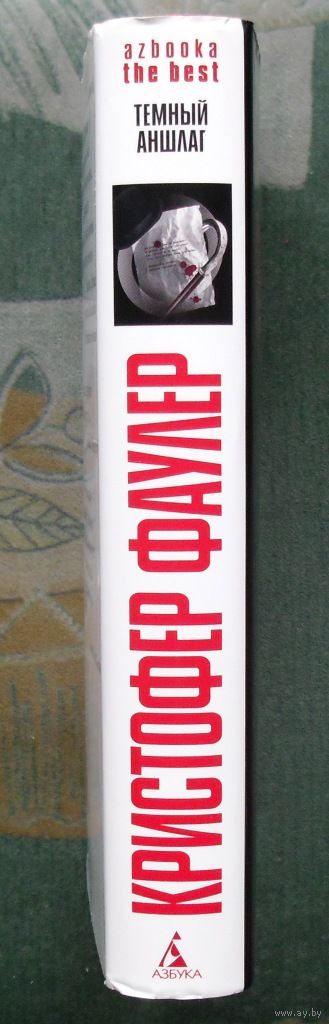 azbooka
the best
ТЕМНЫЙ
АНШЛАГ
КРИСТОФЕР ФАУЛЕР
АЗБУКА
www.ay.by